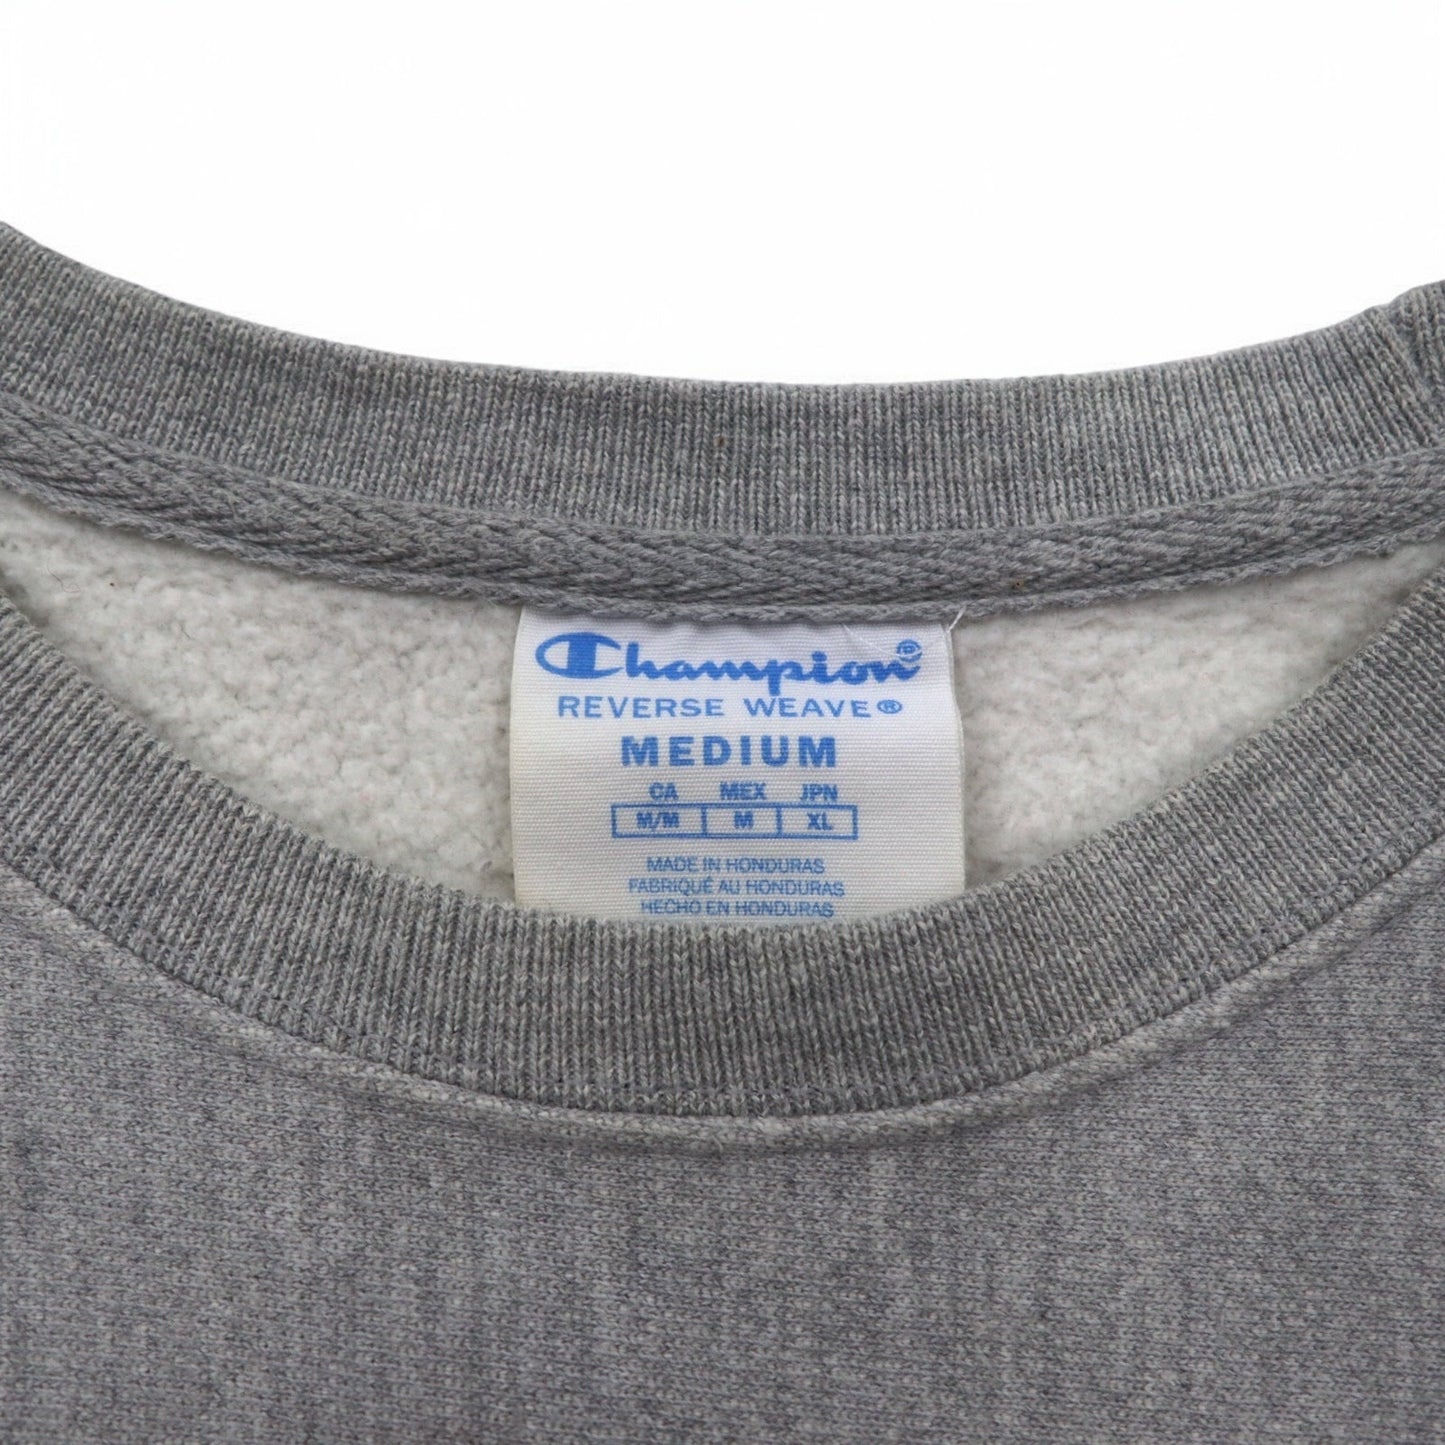 Champion®
REVERSE WEAVE®
MEDIUM
CA MEX JPN
M/M M XL
MADE IN HONDURAS
FABRIQUÉ AU HONDURAS
HECHO EN HONDURAS